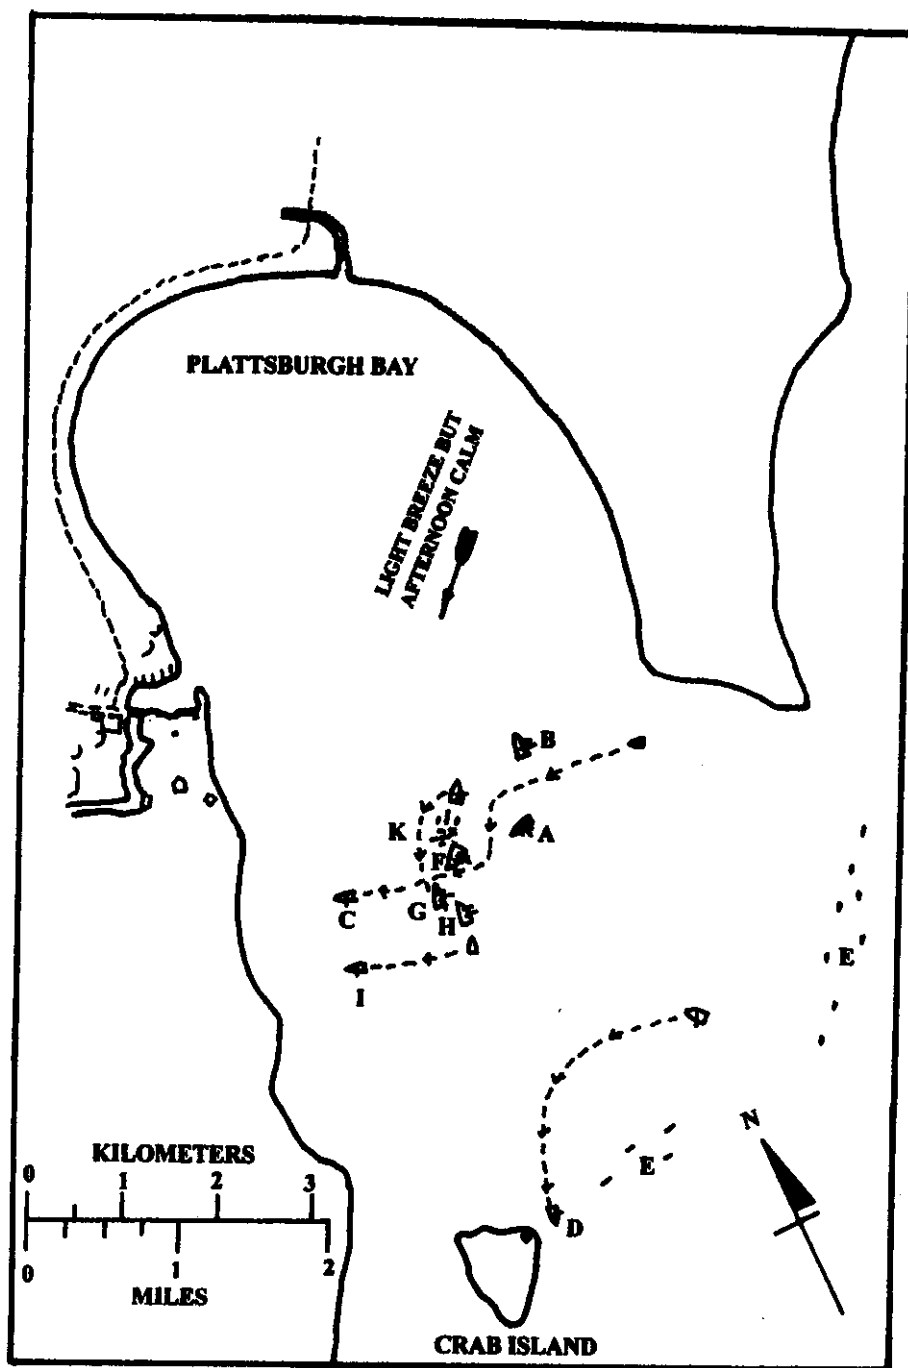 PLATTSBURGH BAY
LIGHT BREEZE BUT
AFTERNOON CALM
B
A
K
F
G
H
C
I
E
N
E
D
KILOMETERS
0 1 2 3
0 1 2
MILES
CRAB ISLAND